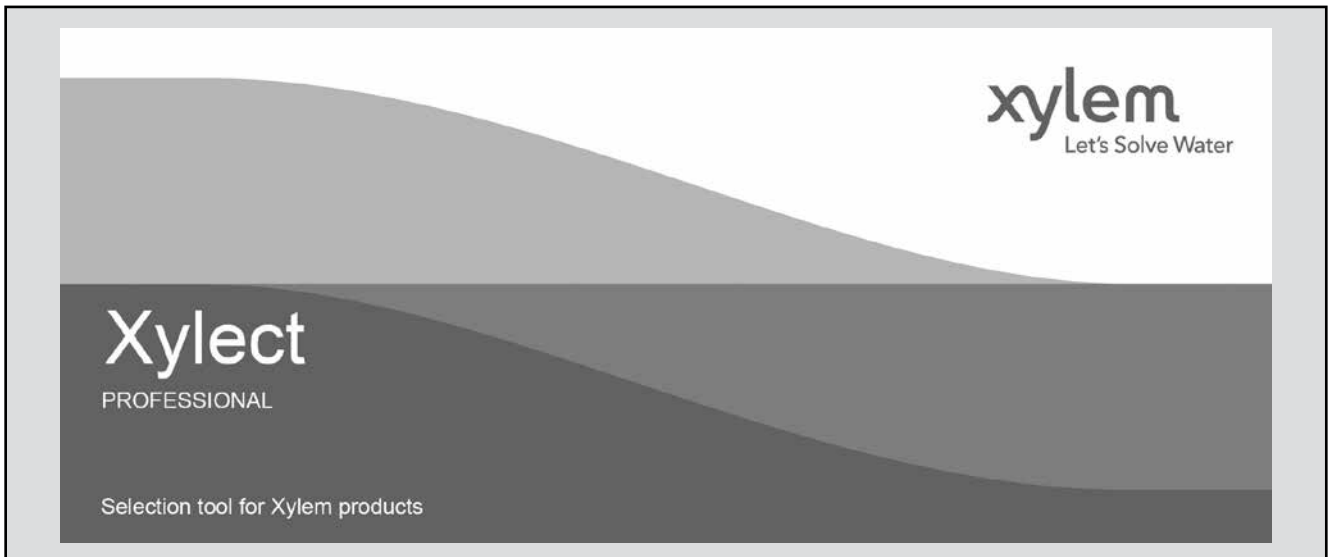 xylem
Let's Solve Water
Xylect
PROFESSIONAL
Selection tool for Xylem products